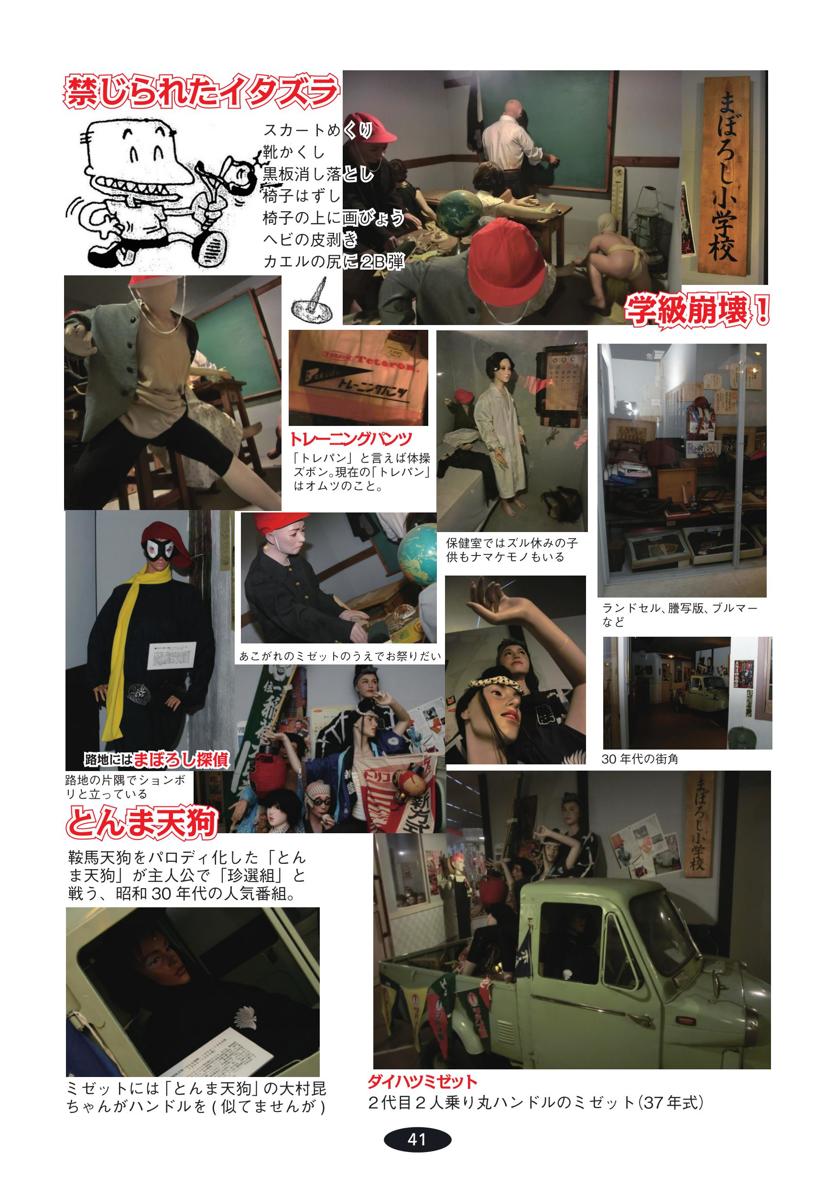 禁じられたイタズラ
スカートめくり
靴かくし
黒板消し落とし
椅子はずし
椅子の上に画びょう
ヘビの皮剥き
カエルの尻に2B弾
まぼろし小学校
学級崩壊！
Tetoron
トレーニングパンツ
トレーニングパンツ
「トレパン」と言えば体操
ズボン。現在の「トレパン」
はオムツのこと。
保健室ではズル休みの子
供もナマケモノもいる
ランドセル、謄写版、ブルマー
など
あこがれのミゼットのうえでお祭りだい
30年代の街角
路地にはまぼろし探偵
路地の片隅でションボ
リと立っている
とんま天狗
鞍馬天狗をパロディ化した「とん
ま天狗」が主人公で「珍選組」と
戦う、昭和30年代の人気番組。
まぼろし小学校
ミゼットには「とんま天狗」の大村昆
ちゃんがハンドルを(似てませんが)
ダイハツミゼット
２代目２人乗り丸ハンドルのミゼット(37年式)
41